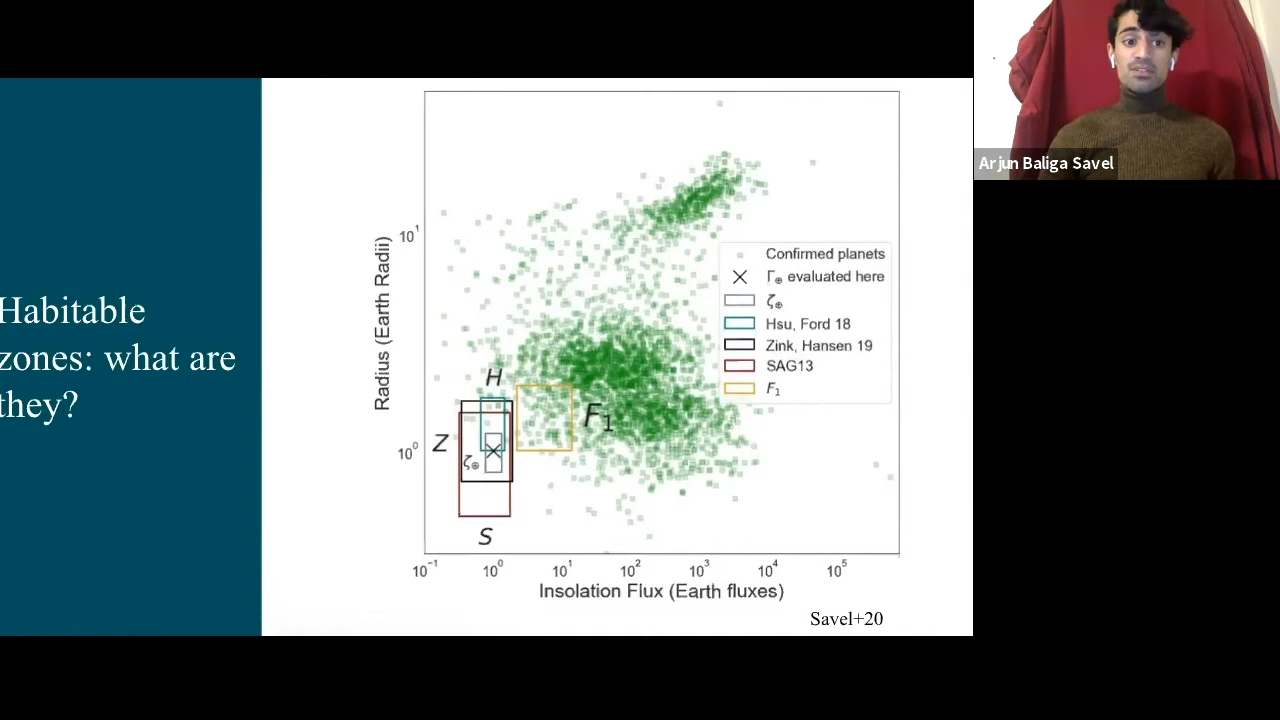 Habitable
zones: what are
they?
Radius (Earth Radii)
10¹
10⁰
H
Z
ζ⊕
F₁
S
Confirmed planets
Γ⊕ evaluated here
ζ⊕
Hsu, Ford 18
Zink, Hansen 19
SAG13
F₁
10⁻¹ 10⁰ 10¹ 10² 10³ 10⁴ 10⁵
Insolation Flux (Earth fluxes)
Savel+20
Arjun Baliga Savel